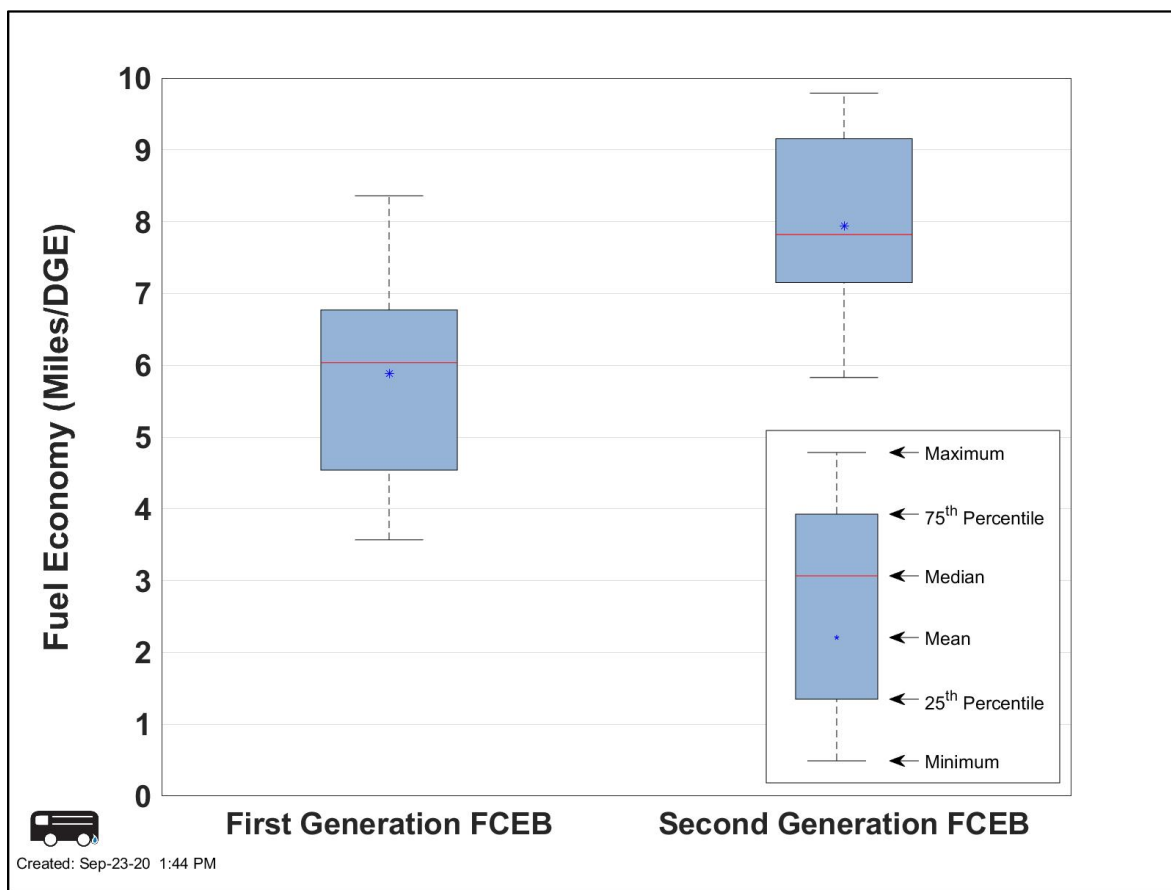 Fuel Economy (Miles/DGE)
10
9
8
7
6
5
4
3
2
1
0
Maximum
75th Percentile
Median
Mean
25th Percentile
Minimum
First Generation FCEB
Second Generation FCEB
Created: Sep-23-20 1:44 PM